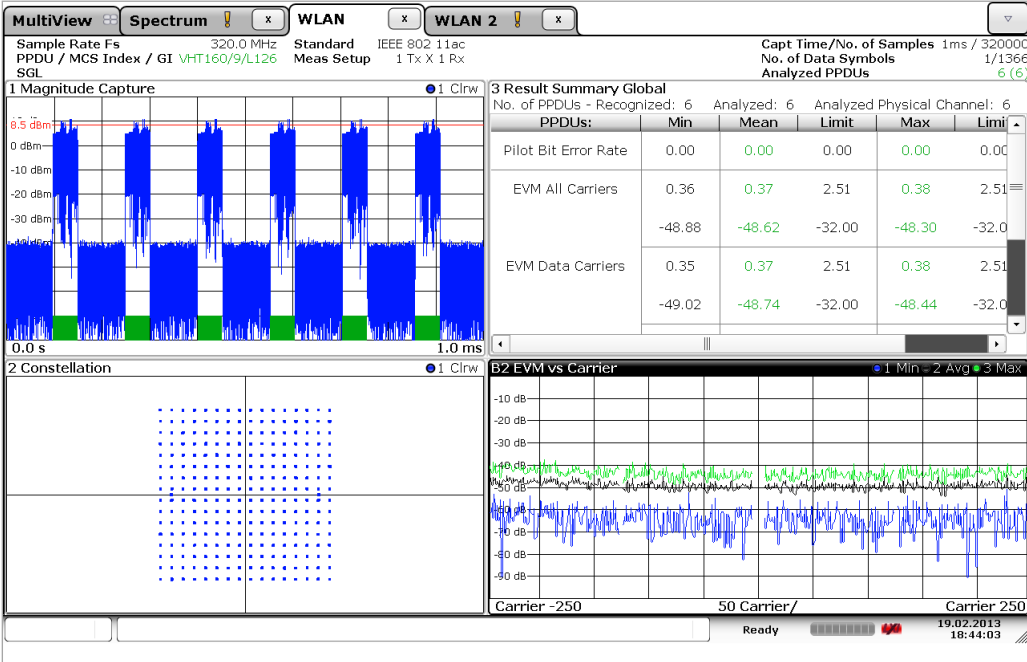 MultiView Spectrum ! x WLAN x WLAN 2 ! x
Sample Rate Fs 320.0 MHz Standard IEEE 802 11ac Capt Time/No. of Samples 1ms / 320000
PPDU / MCS Index / GI VHT160/9/L126 Meas Setup 1 Tx X 1 Rx No. of Data Symbols 1/1366
SGL Analyzed PPDUs 6 (6)
1 Magnitude Capture 1 Clrw
8.5 dBm
0 dBm
-10 dBm
-20 dBm
-30 dBm
0.0 s 1.0 ms
3 Result Summary Global
No. of PPDUs - Recognized: 6 Analyzed: 6 Analyzed Physical Channel: 6
PPDUs: Min Mean Limit Max Limit
Pilot Bit Error Rate 0.00 0.00 0.00 0.00 0.00
EVM All Carriers 0.36 0.37 2.51 0.38 2.51
-48.88 -48.62 -32.00 -48.30 -32.0
EVM Data Carriers 0.35 0.37 2.51 0.38 2.51
-49.02 -48.74 -32.00 -48.44 -32.0
2 Constellation 1 Clrw
B2 EVM vs Carrier 1 Min 2 Avg 3 Max
-10 dB
-20 dB
-30 dB
-40 dB
-50 dB
-60 dB
-70 dB
-80 dB
-90 dB
Carrier -250 50 Carrier/ Carrier 250
Ready 19.02.2013
18:44:03